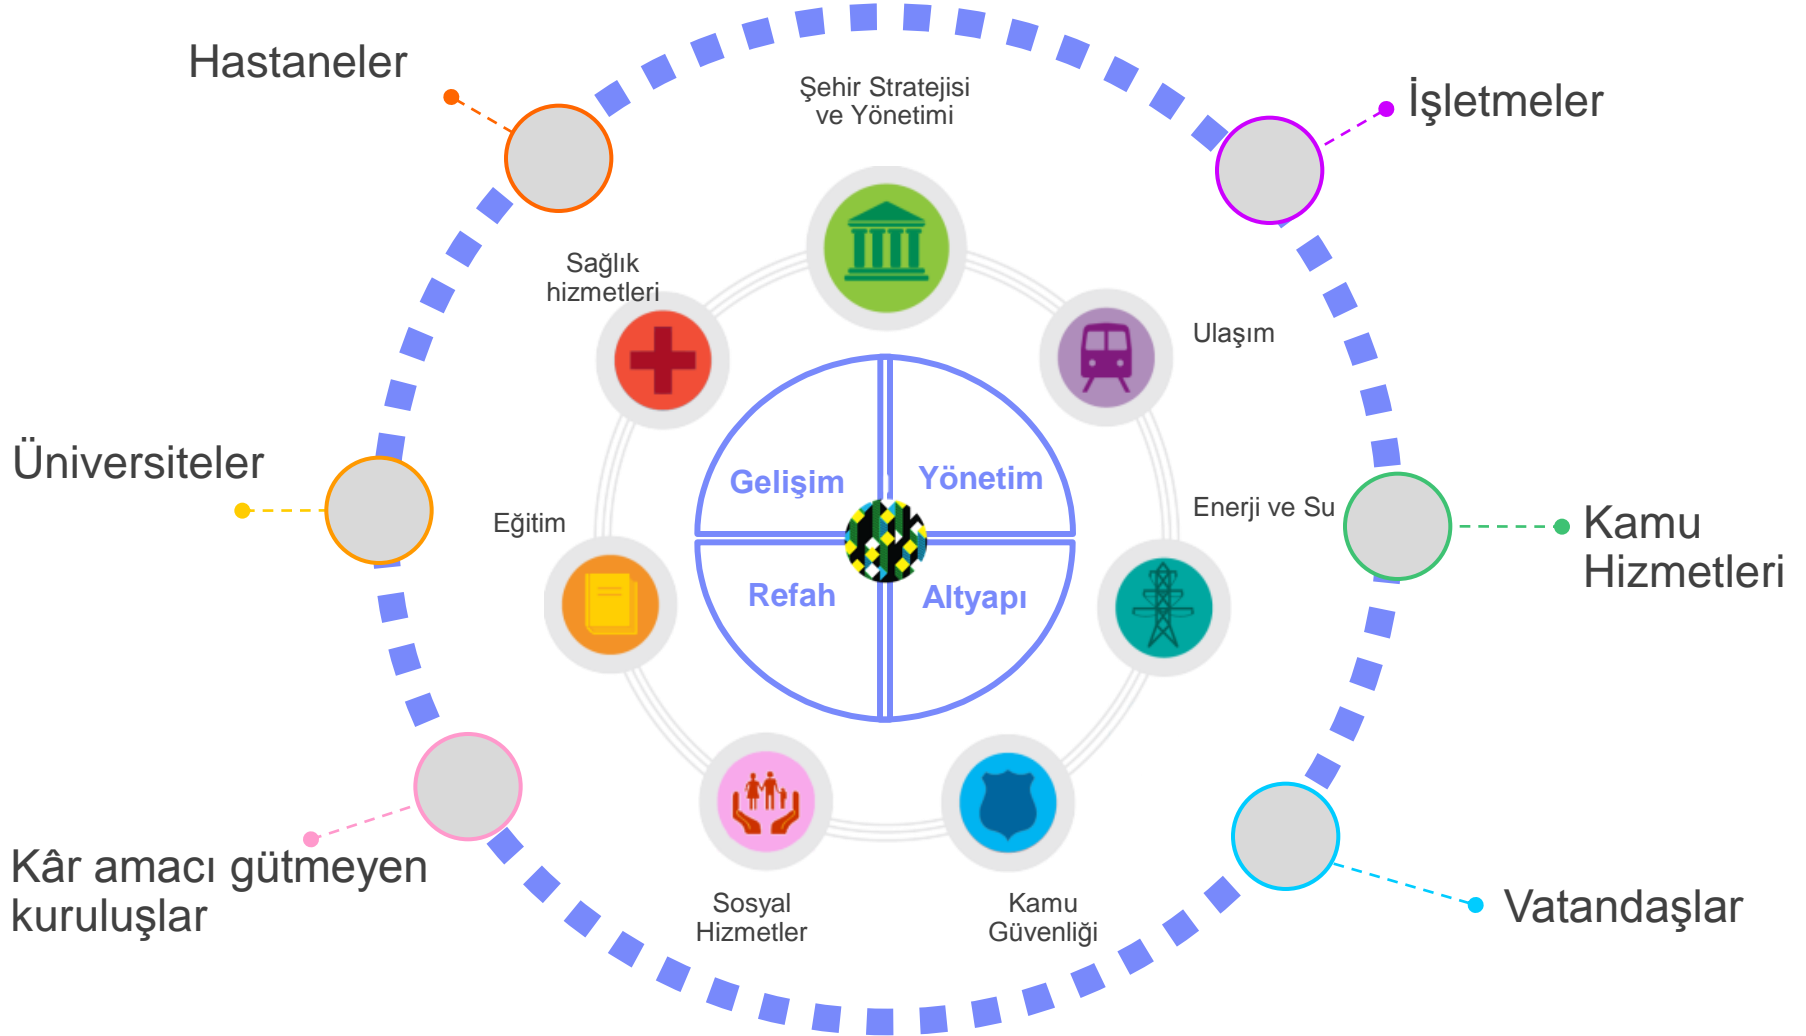 Hastaneler
Şehir Stratejisi
ve Yönetimi
İşletmeler
Sağlık
hizmetleri
Ulaşım
Üniversiteler
Gelişim
Yönetim
Eğitim
Enerji ve Su
Kamu
Hizmetleri
Refah
Altyapı
Kâr amacı gütmeyen
kuruluşlar
Sosyal
Hizmetler
Kamu
Güvenliği
Vatandaşlar